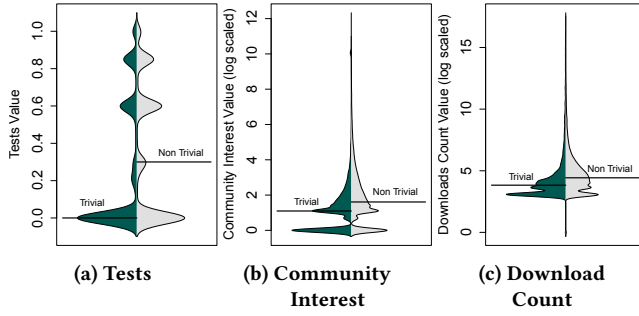 Tests Value
0.0
0.2
0.4
0.6
0.8
1.0
Trivial
Non Trivial
(a) Tests
Community Interest Value (log scaled)
0
2
4
6
8
10
12
Trivial
Non Trivial
(b) Community
Interest
Downloads Count Value (log scaled)
0
5
10
15
Trivial
Non Trivial
(c) Download
Count